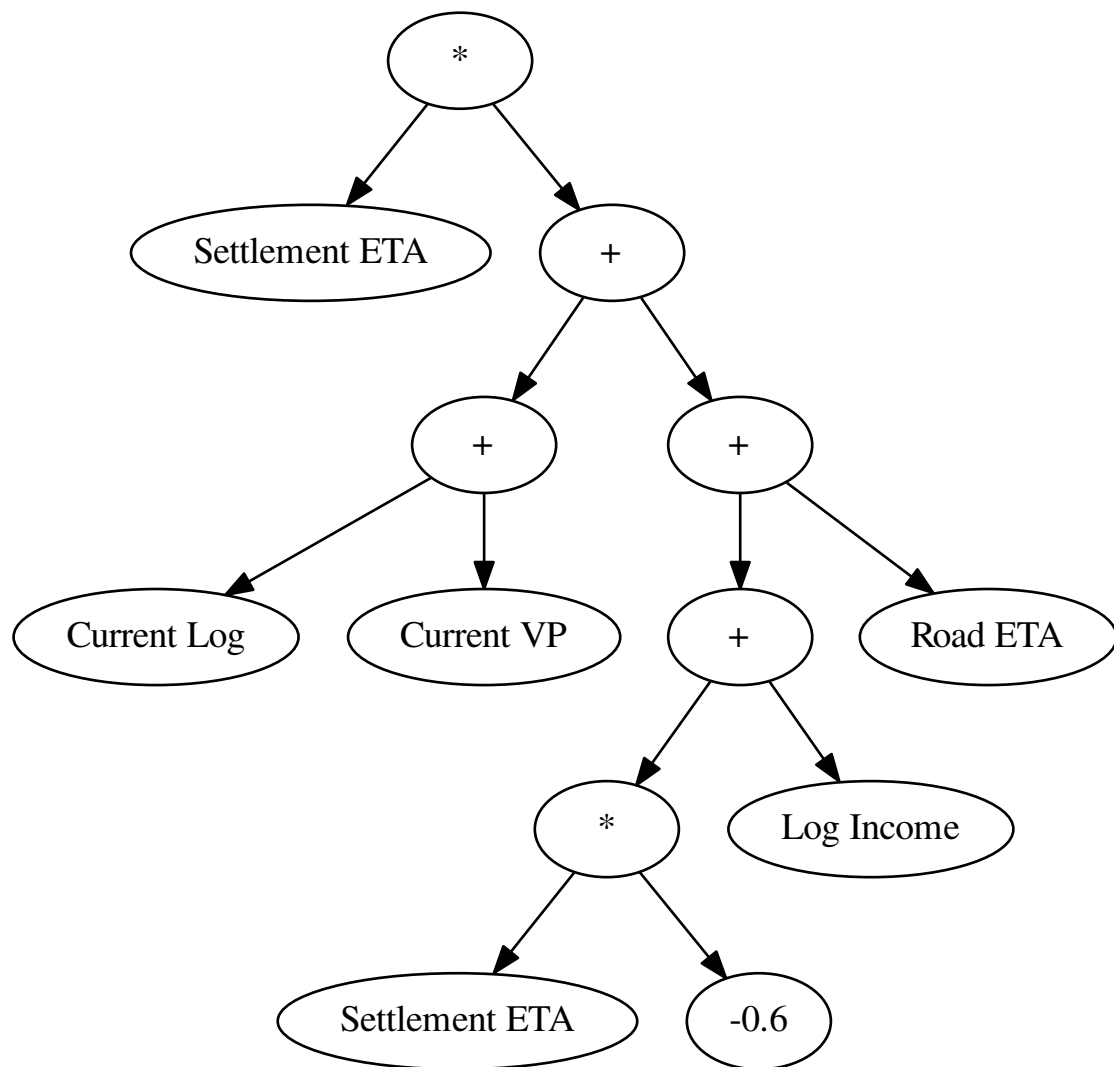 *
Settlement ETA
+
+
+
Current Log
Current VP
+
Road ETA
*
Log Income
Settlement ETA
-0.6